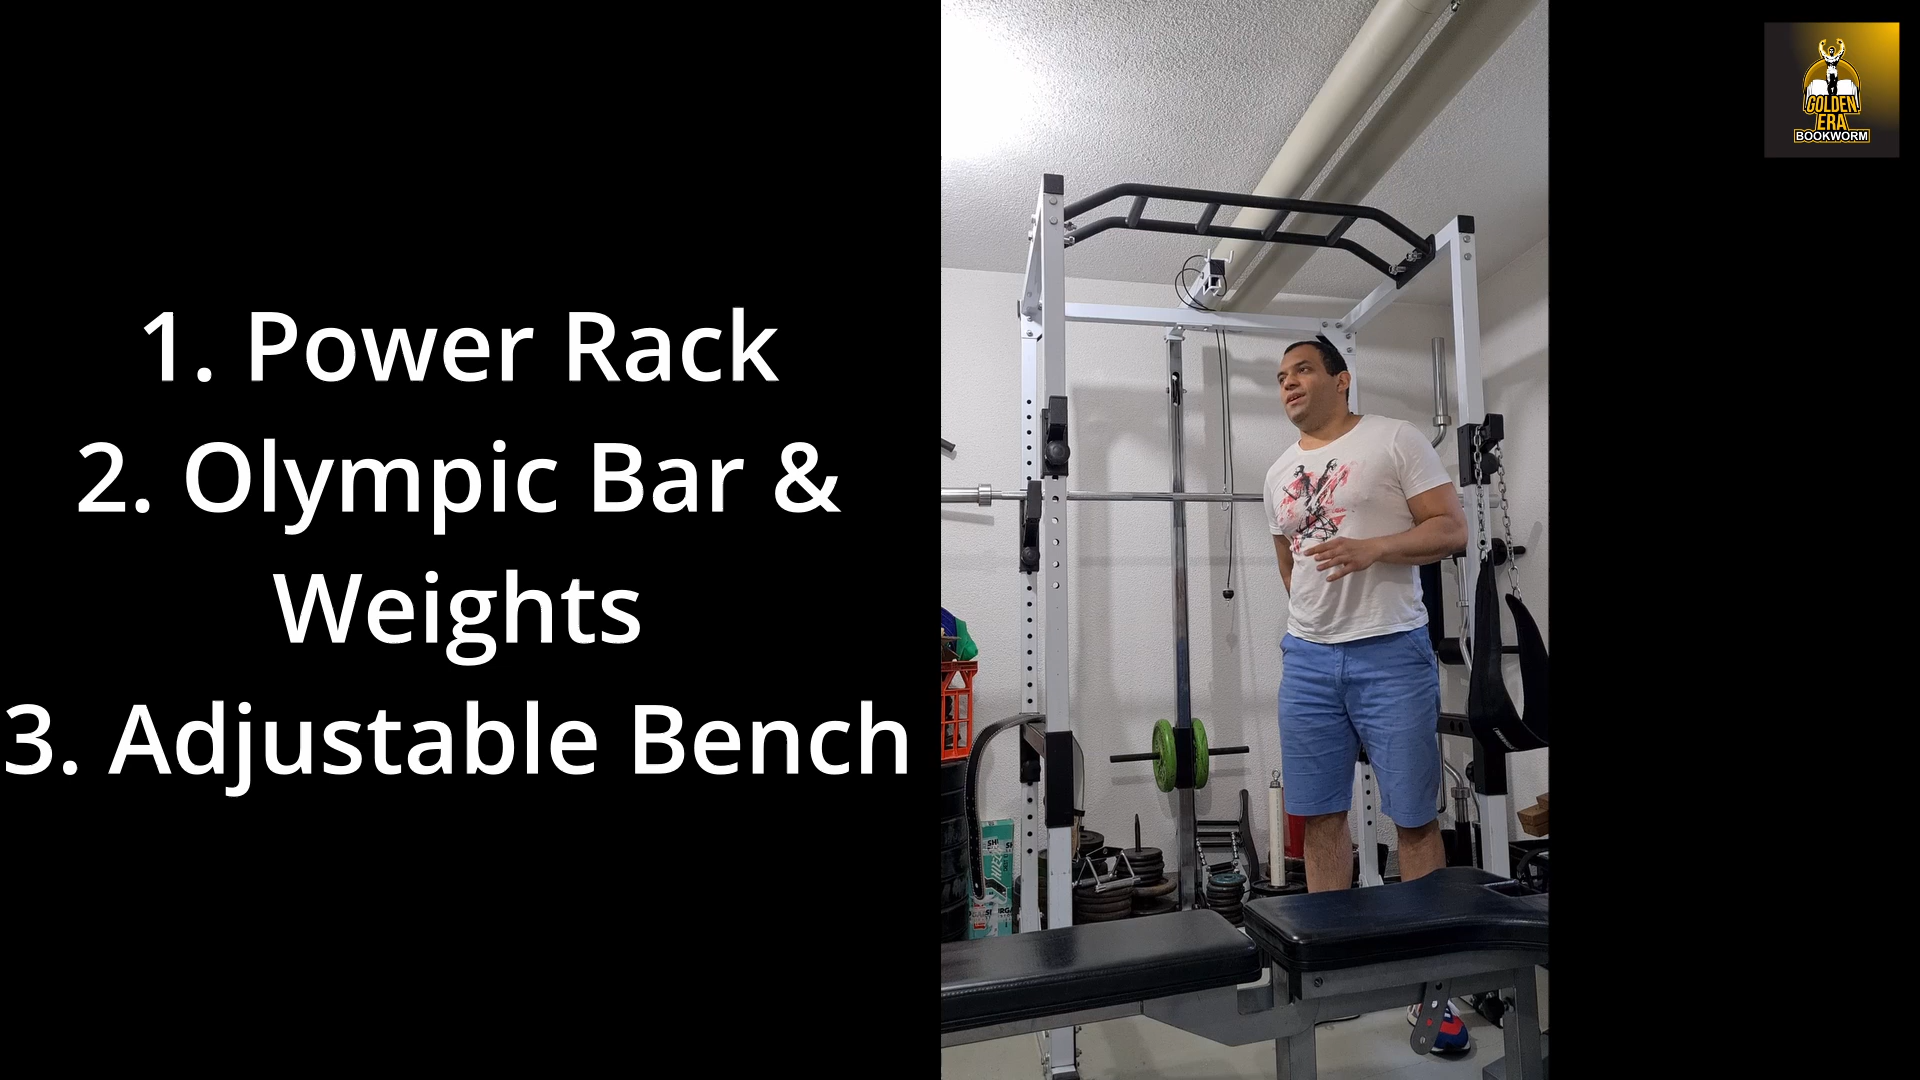 1. Power Rack
2. Olympic Bar &
Weights
3. Adjustable Bench
GOLDEN
ERA
BOOKWORM